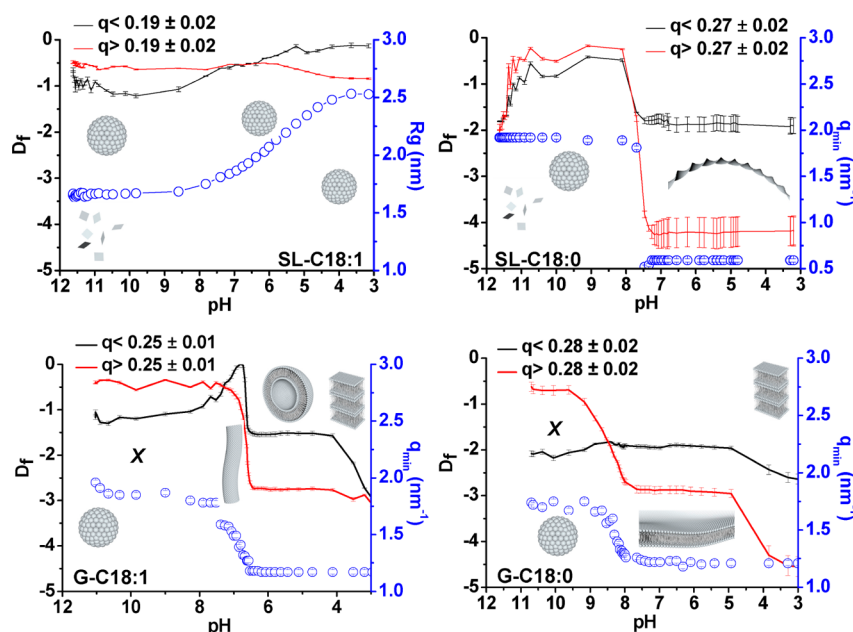 q< 0.19 ± 0.02
q> 0.19 ± 0.02
0
-1
-2
-3
-4
-5
Df
3.0
2.5
2.0
1.5
1.0
Rg (nm)
12 11 10 9 8 7 6 5 4 3
pH
SL-C18:1
q< 0.27 ± 0.02
q> 0.27 ± 0.02
0
-1
-2
-3
-4
-5
Df
3.0
2.5
2.0
1.5
1.0
0.5
qmin (nm-1)
12 11 10 9 8 7 6 5 4 3
pH
SL-C18:0
q< 0.25 ± 0.01
q> 0.25 ± 0.01
0
-1
-2
-3
-4
-5
Df
3.0
2.5
2.0
1.5
1.0
qmin (nm-1)
X
12 10 8 6 4
pH
G-C18:1
q< 0.28 ± 0.02
q> 0.28 ± 0.02
0
-1
-2
-3
-4
-5
Df
3.0
2.5
2.0
1.5
1.0
qmin (nm-1)
X
12 11 10 9 8 7 6 5 4 3
pH
G-C18:0